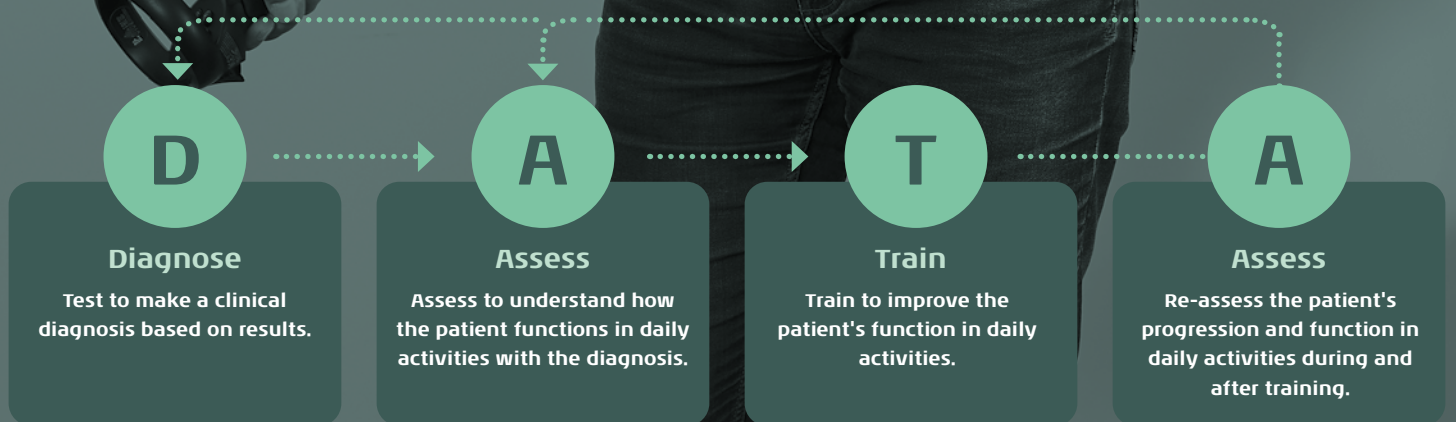 D
A
T
A
Diagnose
Test to make a clinical
diagnosis based on results.
Assess
Assess to understand how
the patient functions in daily
activities with the diagnosis.
Train
Train to improve the
patient's function in daily
activities.
Assess
Re-assess the patient's
progression and function in
daily activities during and
after training.